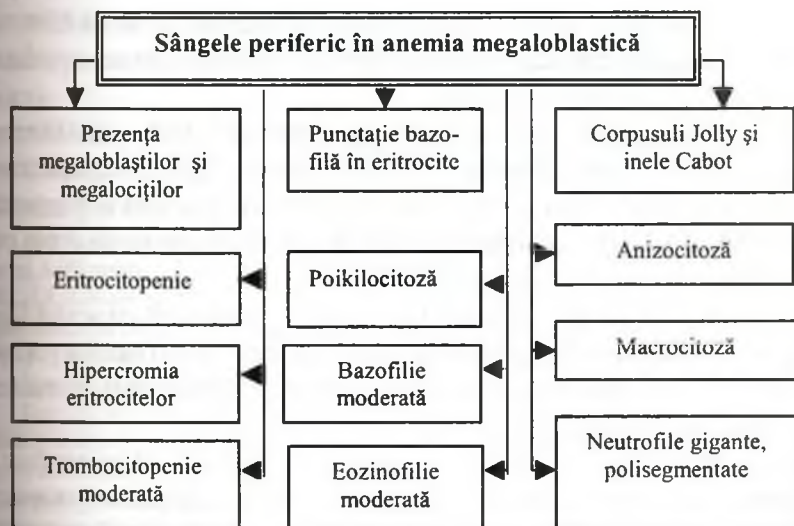 Sângele periferic în anemia megaloblastică
Prezența
megaloblaștilor și
megalociților
Punctație bazo-
filă în eritrocite
Corpusuli Jolly și
inele Cabot
Eritrocitopenie
Poikilocitoză
Anizocitoză
Hipercromia
eritrocitelor
Bazofilie
moderată
Macrocitoză
Trombocitopenie
moderată
Eozinofilie
moderată
Neutrofile gigante,
polisegmentate